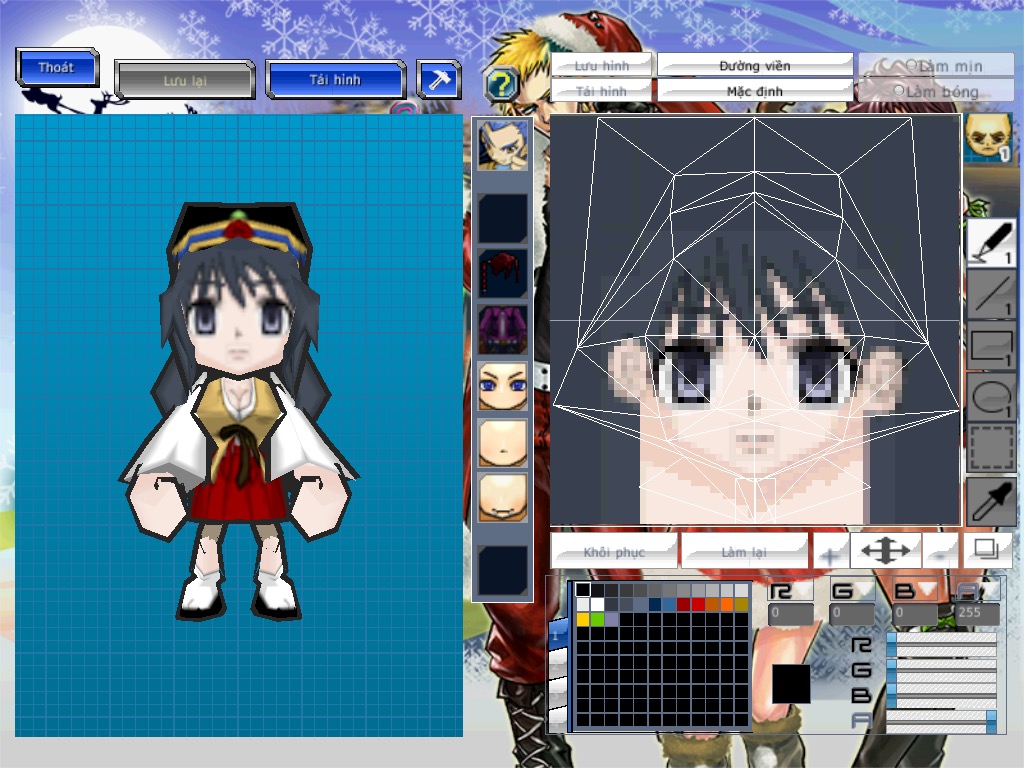 Thoát
Lưu lại
Tải hình
?
Lưu hình
Đường viền
Làm mịn
Tải hình
Mặc định
Làm bóng
1
1
1
1
1
Khôi phục
Làm lại
+
-
R G B A
0 0 0 255
1
R
G
B
A